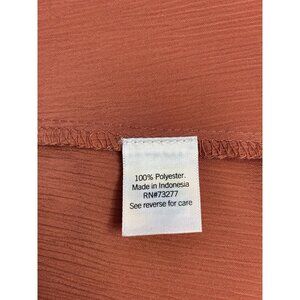 100% Polyester.
Made in Indonesia
RN#73277
See reverse for care